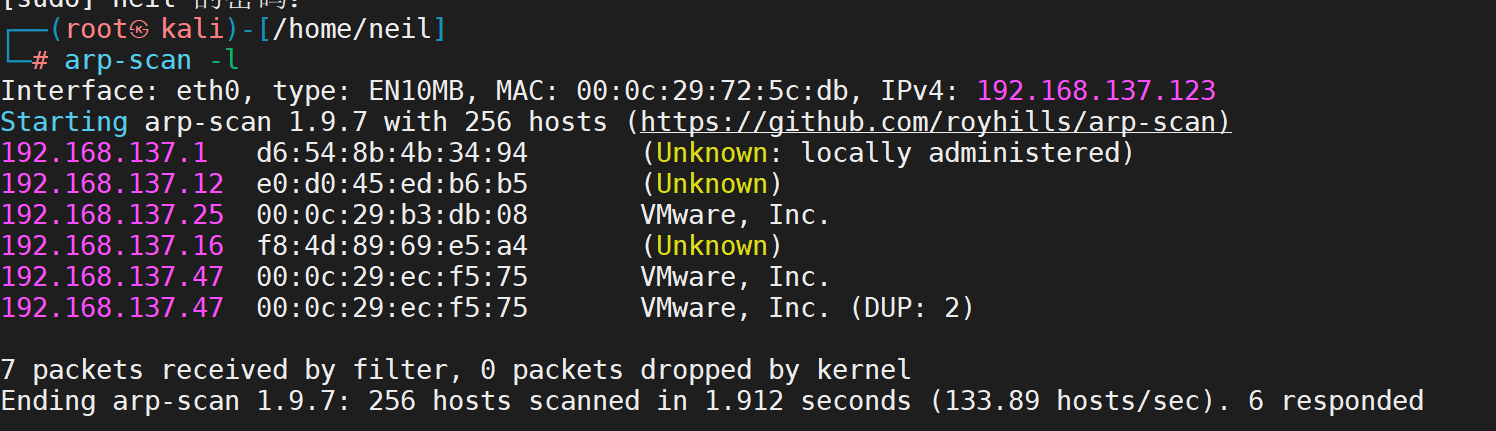 [sudo] neil 的密码：
┌──(root㉿kali)-[/home/neil]
└─# arp-scan -l
Interface: eth0, type: EN10MB, MAC: 00:0c:29:72:5c:db, IPv4: 192.168.137.123
Starting arp-scan 1.9.7 with 256 hosts (https://github.com/royhills/arp-scan)
192.168.137.1 d6:54:8b:4b:34:94 (Unknown: locally administered)
192.168.137.12 e0:d0:45:ed:b6:b5 (Unknown)
192.168.137.25 00:0c:29:b3:db:08 VMware, Inc.
192.168.137.16 f8:4d:89:69:e5:a4 (Unknown)
192.168.137.47 00:0c:29:ec:f5:75 VMware, Inc.
192.168.137.47 00:0c:29:ec:f5:75 VMware, Inc. (DUP: 2)
7 packets received by filter, 0 packets dropped by kernel
Ending arp-scan 1.9.7: 256 hosts scanned in 1.912 seconds (133.89 hosts/sec). 6 responded